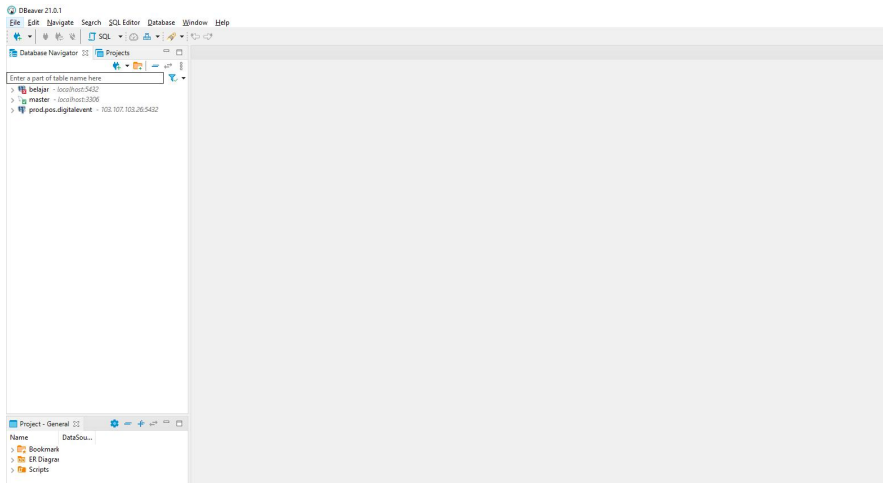 DBeaver 21.0.1
File Edit Navigate Search SQL Editor Database Window Help
SQL
Database Navigator Projects
Enter a part of table name here
belajar - localhost:5432
master - localhost:3306
prod.pos.digitalevent - 103.107.103.26:5432
Project - General
Name DataSou...
Bookmark
ER Diagrar
Scripts